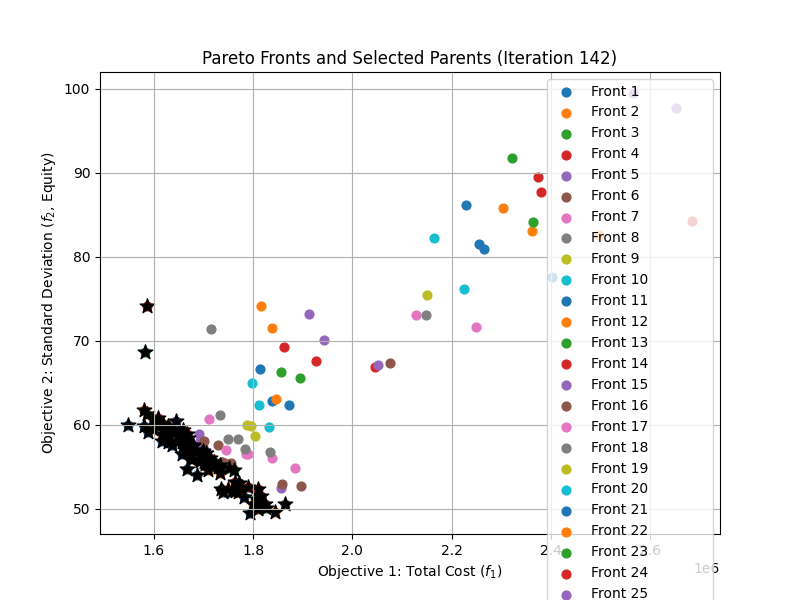 Pareto Fronts and Selected Parents (Iteration 142)
Objective 2: Standard Deviation (f₂, Equity)
100
90
80
70
60
50
1.6
1.8
2.0
2.2
2.4
2.6
1e6
Objective 1: Total Cost (f₁)
Front 1
Front 2
Front 3
Front 4
Front 5
Front 6
Front 7
Front 8
Front 9
Front 10
Front 11
Front 12
Front 13
Front 14
Front 15
Front 16
Front 17
Front 18
Front 19
Front 20
Front 21
Front 22
Front 23
Front 24
Front 25